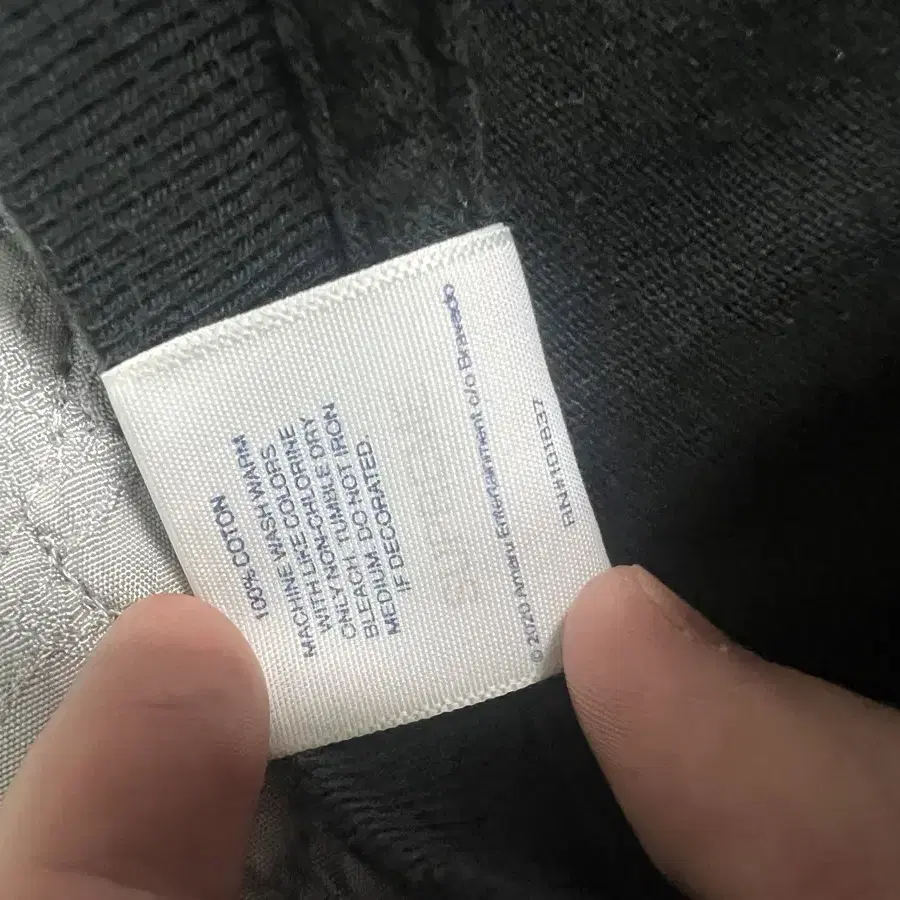 100% COTTON
MACHINE WASH WARM
WITH LIKE COLORS
ONLY NON-CHLORINE
BLEACH. TUMBLE DRY
MEDIUM. DO NOT IRON
IF DECORATED.
© 2020 Amaru Entertainment c/o Bravado
RN#101837